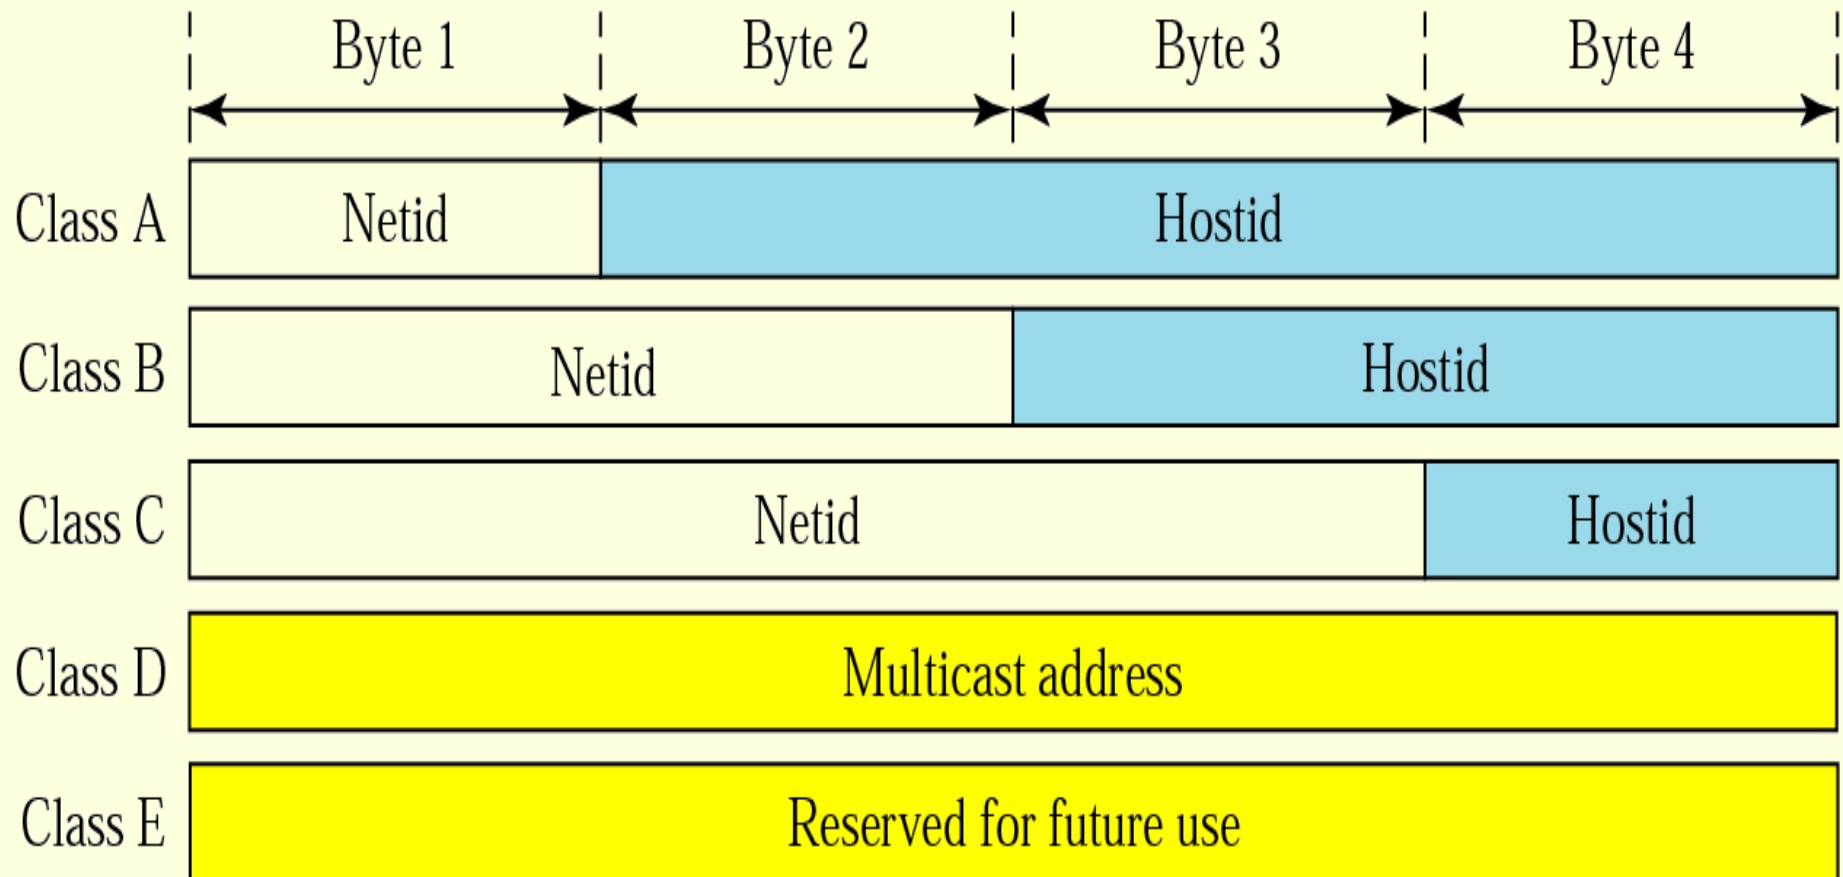 Byte 1 Byte 2 Byte 3 Byte 4
Class A Netid Hostid
Class B Netid Hostid
Class C Netid Hostid
Class D Multicast address
Class E Reserved for future use